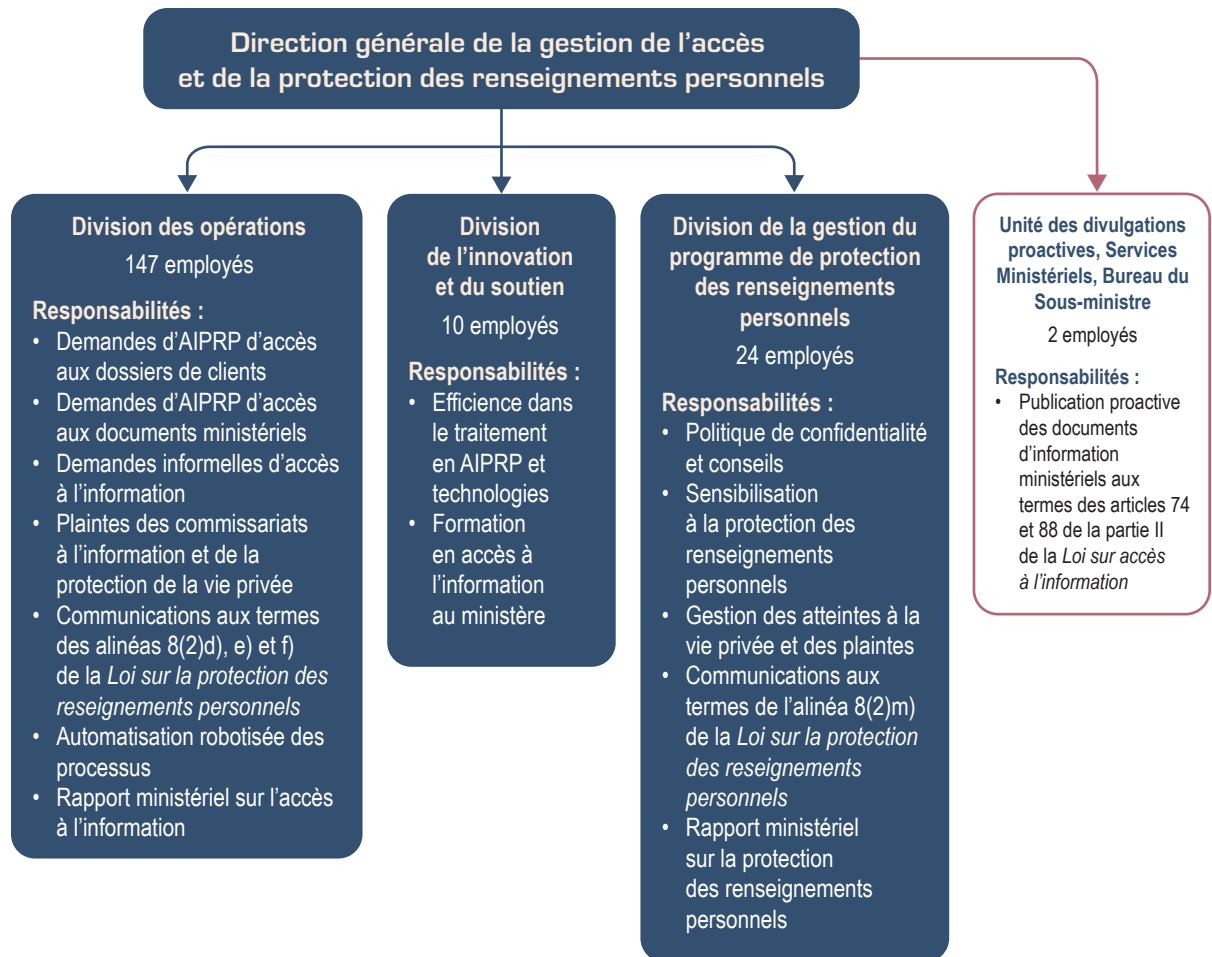 Direction générale de la gestion de l'accès
et de la protection des renseignements personnels
Division des opérations
147 employés
Responsabilités :
• Demandes d'AIPRP d'accès
aux dossiers de clients
• Demandes d'AIPRP d'accès
aux documents ministériels
• Demandes informelles d'accès
à l'information
• Plaintes des commissariats
à l'information et de la
protection de la vie privée
• Communications aux termes
des alinéas 8(2)d), e) et f)
de la Loi sur la protection des
reseignements personnels
• Automatisation robotisée des
processus
• Rapport ministériel sur l'accès
à l'information
Division
de l'innovation
et du soutien
10 employés
Responsabilités :
• Efficience dans
le traitement
en AIPRP et
technologies
• Formation
en accès à
l'information
au ministère
Division de la gestion du
programme de protection
des renseignements
personnels
24 employés
Responsabilités :
• Politique de confidentialité
et conseils
• Sensibilisation
à la protection des
renseignements
personnels
• Gestion des atteintes à la
vie privée et des plaintes
• Communications aux
termes de l'alinéa 8(2)m)
de la Loi sur la protection
des reseignements
personnels
• Rapport ministériel
sur la protection
des renseignements
personnels
Unité des divulgations
proactives, Services
Ministériels, Bureau du
Sous-ministre
2 employés
Responsabilités :
• Publication proactive
des documents
d'information
ministériels aux
termes des articles 74
et 88 de la partie II
de la Loi sur accès
à l'information